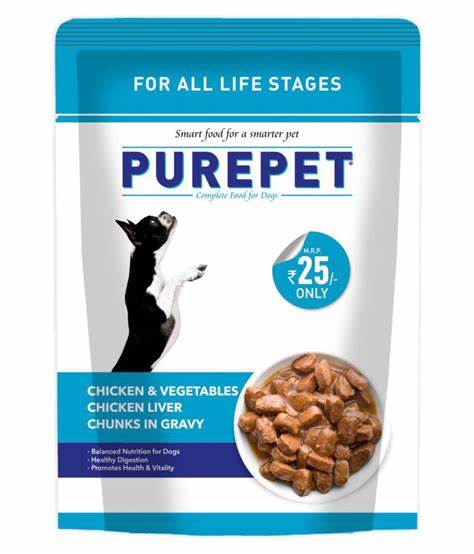 FOR ALL LIFE STAGES
Smart food for a smarter pet
PUREPET®
Complete Food for Dogs
M.R.P.
₹25/-
ONLY
CHICKEN & VEGETABLES
CHICKEN LIVER
CHUNKS IN GRAVY
- Balanced Nutrition for Dogs
- Healthy Digestion
- Promotes Health & Vitality